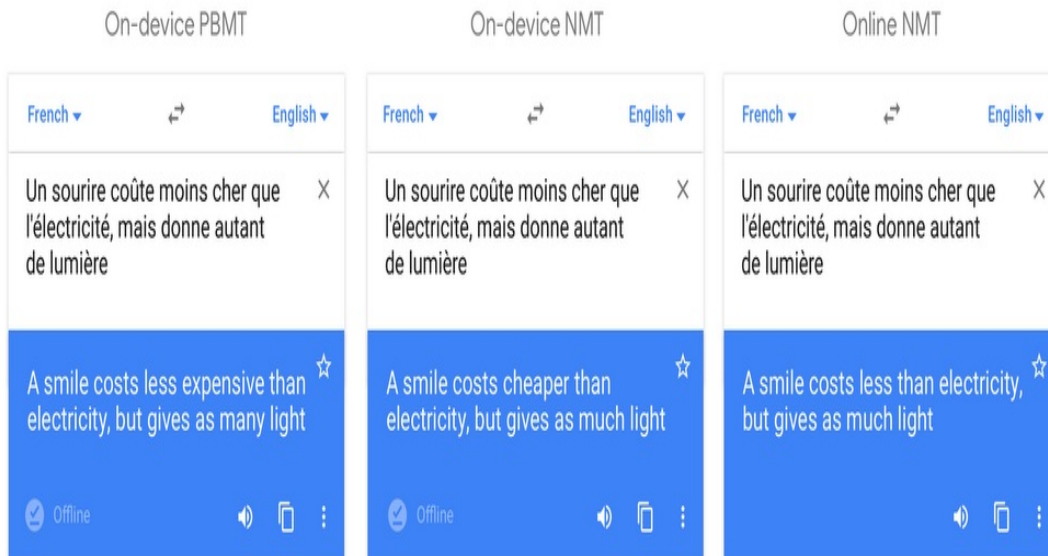 On-device PBMT
On-device NMT
Online NMT
French
English
Un sourire coûte moins cher que
l'électricité, mais donne autant
de lumière
A smile costs less expensive than
electricity, but gives as many light
Offline
French
English
Un sourire coûte moins cher que
l'électricité, mais donne autant
de lumière
A smile costs cheaper than
electricity, but gives as much light
Offline
French
English
Un sourire coûte moins cher que
l'électricité, mais donne autant
de lumière
A smile costs less than electricity,
but gives as much light